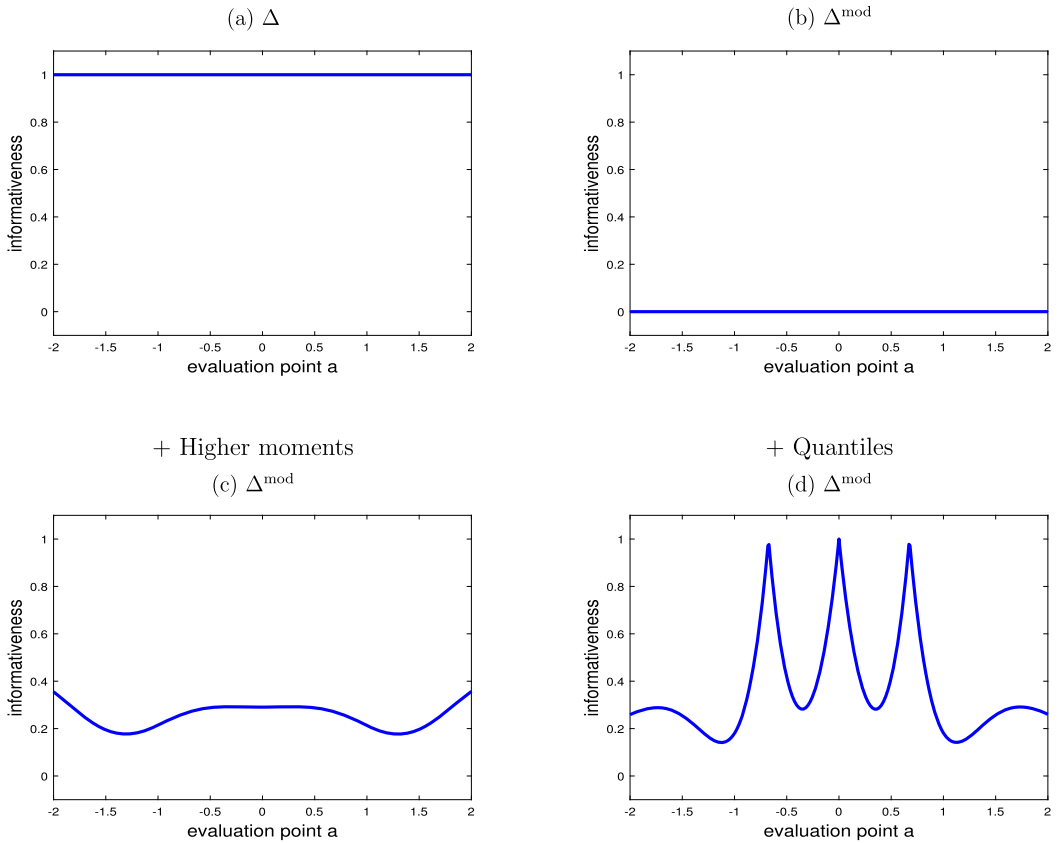 (a) Δ
(b) Δ^mod
1
0.8
0.6
0.4
0.2
0
informativeness
-2 -1.5 -1 -0.5 0 0.5 1 1.5 2
evaluation point a
1
0.8
0.6
0.4
0.2
0
informativeness
-2 -1.5 -1 -0.5 0 0.5 1 1.5 2
evaluation point a
+ Higher moments
(c) Δ^mod
+ Quantiles
(d) Δ^mod
1
0.8
0.6
0.4
0.2
0
informativeness
-2 -1.5 -1 -0.5 0 0.5 1 1.5 2
evaluation point a
1
0.8
0.6
0.4
0.2
0
informativeness
-2 -1.5 -1 -0.5 0 0.5 1 1.5 2
evaluation point a